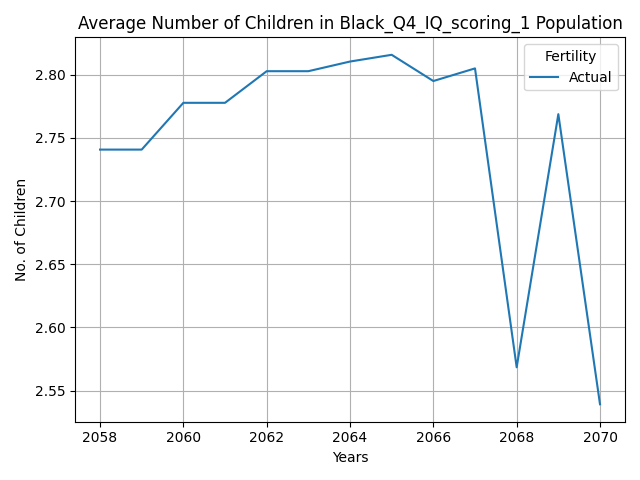 Average Number of Children in Black_Q4_IQ_scoring_1 Population
Fertility
Actual
2.80
2.75
2.70
2.65
2.60
2.55
No. of Children
2058 2060 2062 2064 2066 2068 2070
Years